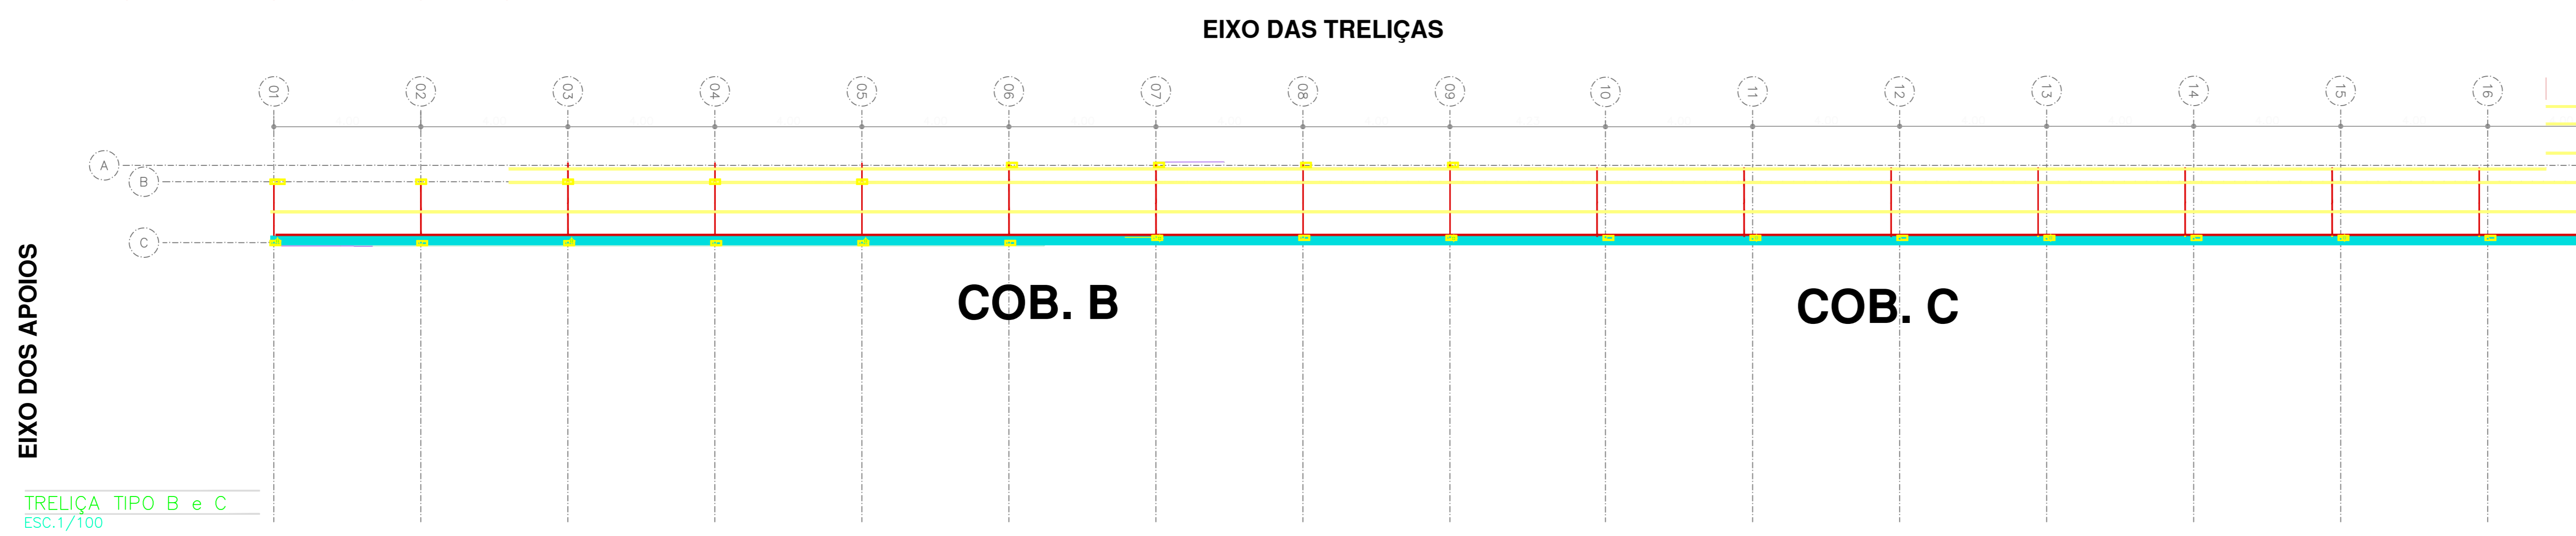 EIXO DAS TRELIÇAS
01 02 03 04 05 06 07 08 09 10 11 12 13 14 15 16
A
B
C
EIXO DOS APOIOS
COB. B
COB. C
TRELIÇA TIPO B e C
ESC.1/100